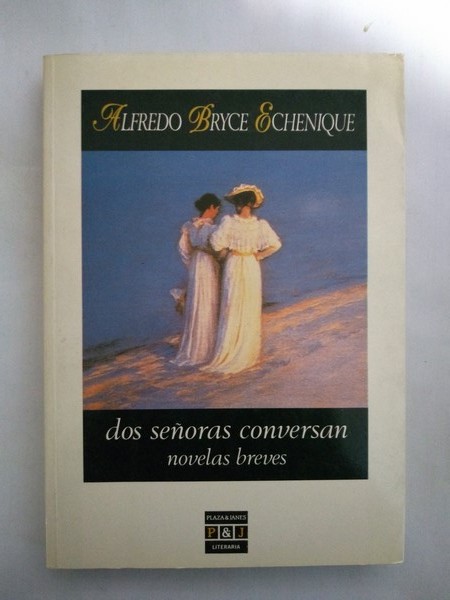 Alfredo Bryce Echenique
dos señoras conversan
novelas breves
PLAZA & JANES
P & J
LITERARIA